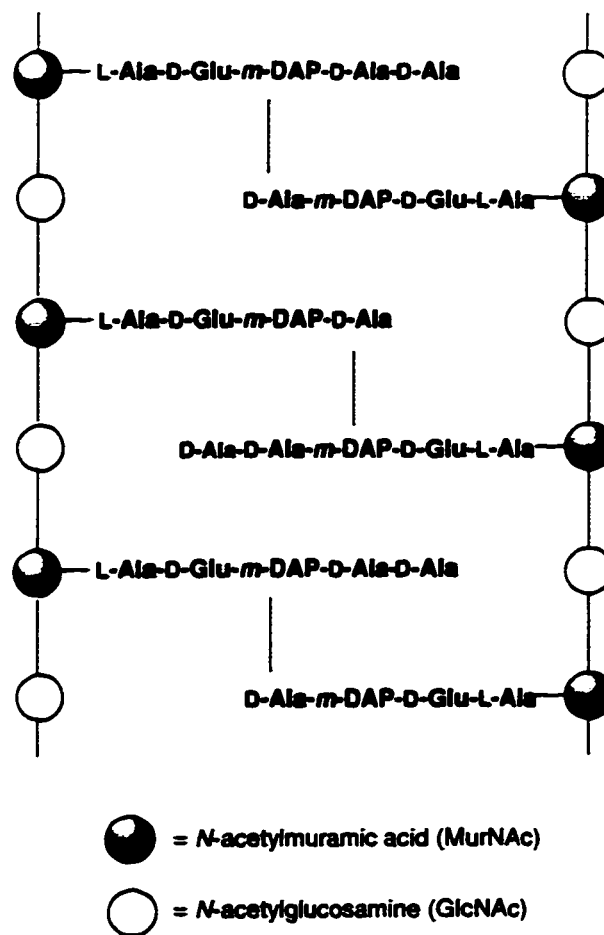 L-Ala-D-Glu-m-DAP-D-Ala-D-Ala
D-Ala-m-DAP-D-Glu-L-Ala
L-Ala-D-Glu-m-DAP-D-Ala
D-Ala-D-Ala-m-DAP-D-Glu-L-Ala
L-Ala-D-Glu-m-DAP-D-Ala-D-Ala
D-Ala-m-DAP-D-Glu-L-Ala
= N-acetylmuramic acid (MurNAc)
= N-acetylglucosamine (GlcNAc)